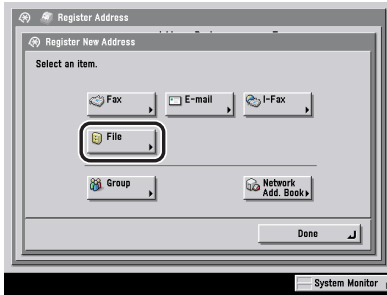 Register Address
Register New Address
Select an item.
Fax
E-mail
I-Fax
File
Group
Network
Add. Book
Done
System Monitor